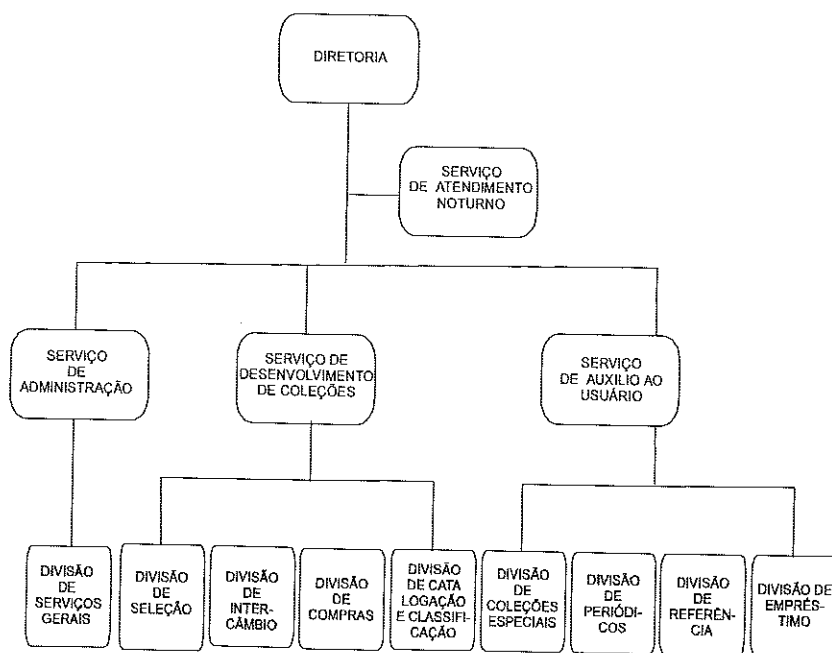 DIRETORIA
SERVIÇO
DE ATENDIMENTO
NOTURNO
SERVIÇO
DE
ADMINISTRAÇÃO
SERVIÇO DE
DESENVOLVIMENTO
DE COLEÇÕES
SERVIÇO
DE AUXILIO AO
USUÁRIO
DIVISÃO
DE
SERVIÇOS
GERAIS
DIVISÃO
DE
SELEÇÃO
DIVISÃO
DE
INTER-
CÂMBIO
DIVISÃO
DE
COMPRAS
DIVISÃO
DE CATA
LOGAÇÃO
E CLASSIFI-
CAÇÃO
DIVISÃO
DE
COLEÇÕES
ESPECIAIS
DIVISÃO
DE
PERIÓDI-
COS
DIVISÃO
DE
REFERÊN-
CIA
DIVISÃO DE
EMPRÉS-
TIMO